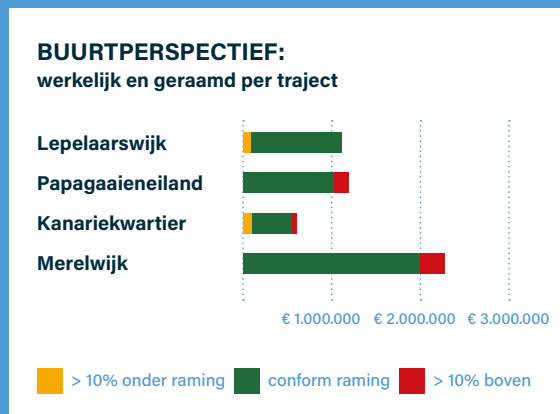 BUURTPERSPECTIEF:
werkelijk en geraamd per traject
Lepelaarswijk
Papagaaieneiland
Kanariekwartier
Merelwijk
€ 1.000.000 € 2.000.000 € 3.000.000
> 10% onder raming conform raming > 10% boven